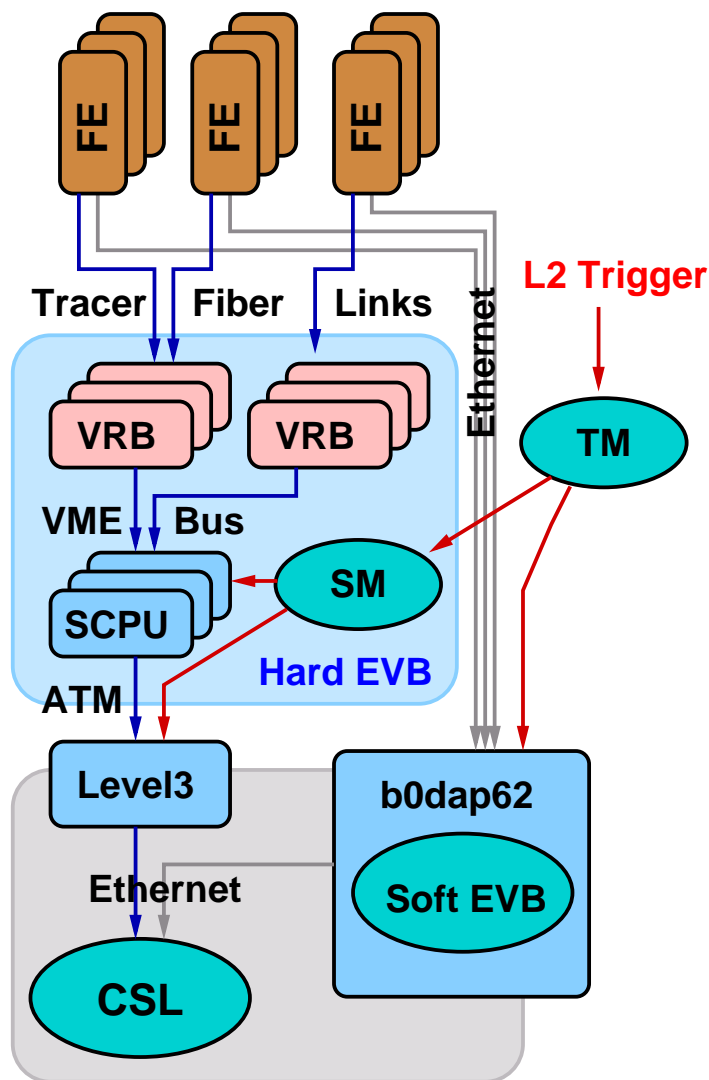 FE FE FE
L2 Trigger
Tracer Fiber Links
Ethernet
VRB VRB
TM
VME Bus
SM
SCPU
Hard EVB
ATM
Level3
b0dap62
Ethernet
Soft EVB
CSL